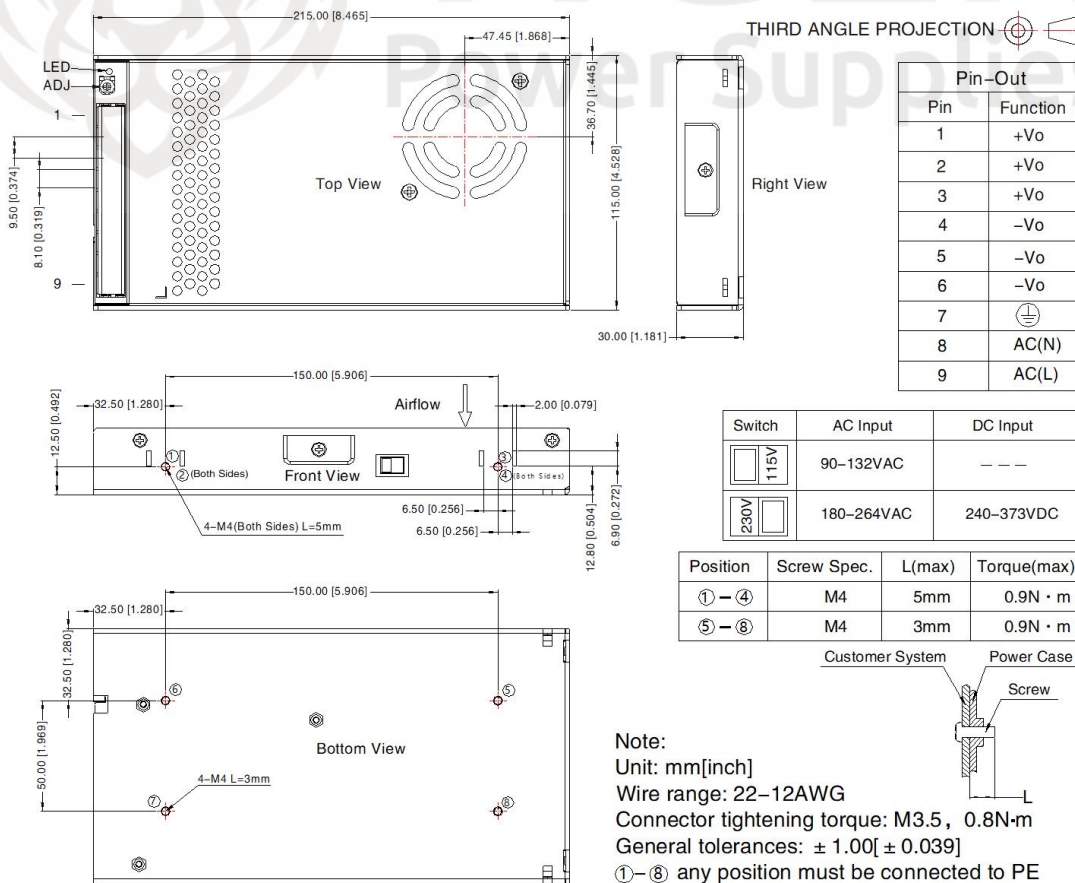 Power Supplies
THIRD ANGLE PROJECTION
215.00 [8.465]
47.45 [1.868]
36.70 [1.445]
115.00 [4.528]
LED
ADJ
1
9.50 [0.374]
8.10 [0.319]
9
Top View
Right View
30.00 [1.181]
Pin–Out
Pin Function
1 +Vo
2 +Vo
3 +Vo
4 –Vo
5 –Vo
6 –Vo
7
8 AC(N)
9 AC(L)
150.00 [5.906]
32.50 [1.280]
12.50 [0.492]
Airflow
2.00 [0.079]
① ③
② (Both Sides) Front View ④ (Both Sides)
4–M4(Both Sides) L=5mm
6.50 [0.256]
6.50 [0.256]
12.80 [0.504]
6.90 [0.272]
Switch AC Input DC Input
115V 90–132VAC – – –
230V 180–264VAC 240–373VDC
Position Screw Spec. L(max) Torque(max)
①–④ M4 5mm 0.9N·m
⑤–⑧ M4 3mm 0.9N·m
150.00 [5.906]
32.50 [1.280]
32.50 [1.280]
50.00 [1.969]
⑥ ⑤
Bottom View
4–M4 L=3mm
⑦ ⑧
Customer System Power Case
Screw
L
Note:
Unit: mm[inch]
Wire range: 22–12AWG
Connector tightening torque: M3.5, 0.8N·m
General tolerances: ±1.00[±0.039]
①–⑧ any position must be connected to PE